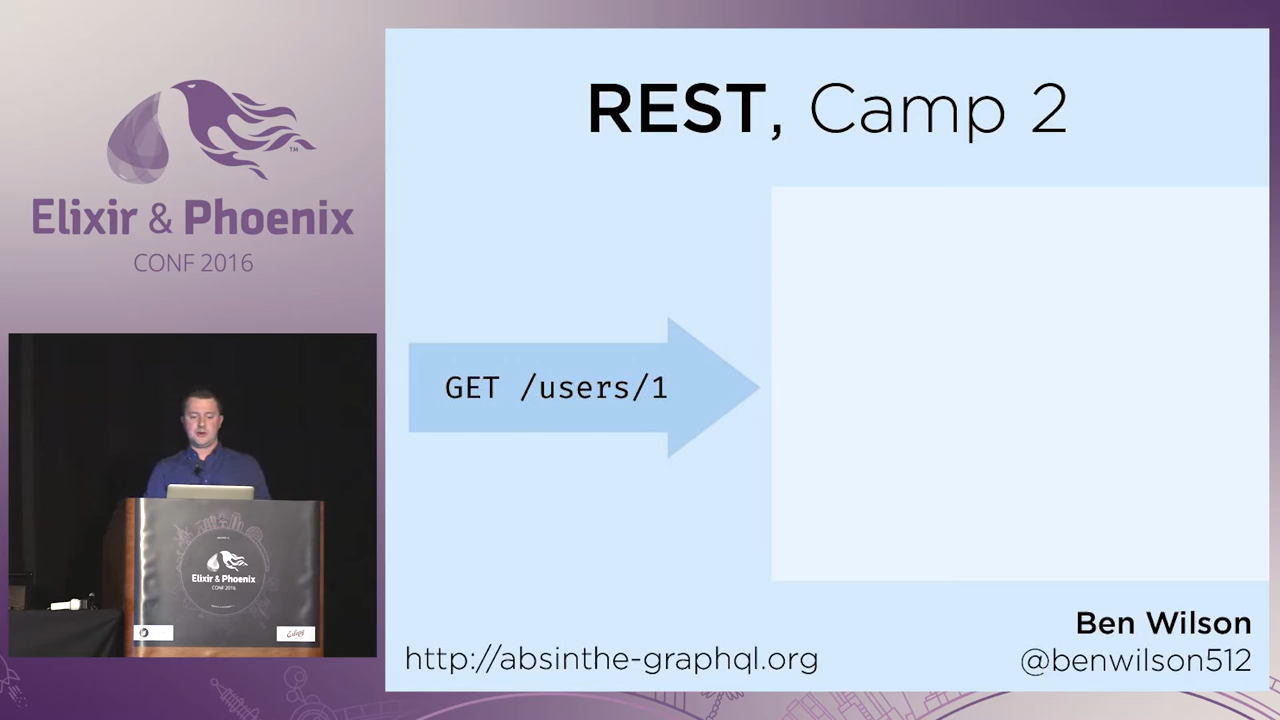 Elixir & Phoenix
CONF 2016
REST, Camp 2
GET /users/1
Elixir & Phoenix
CONF 2016
Ben Wilson
http://absinthe-graphql.org
@benwilson512